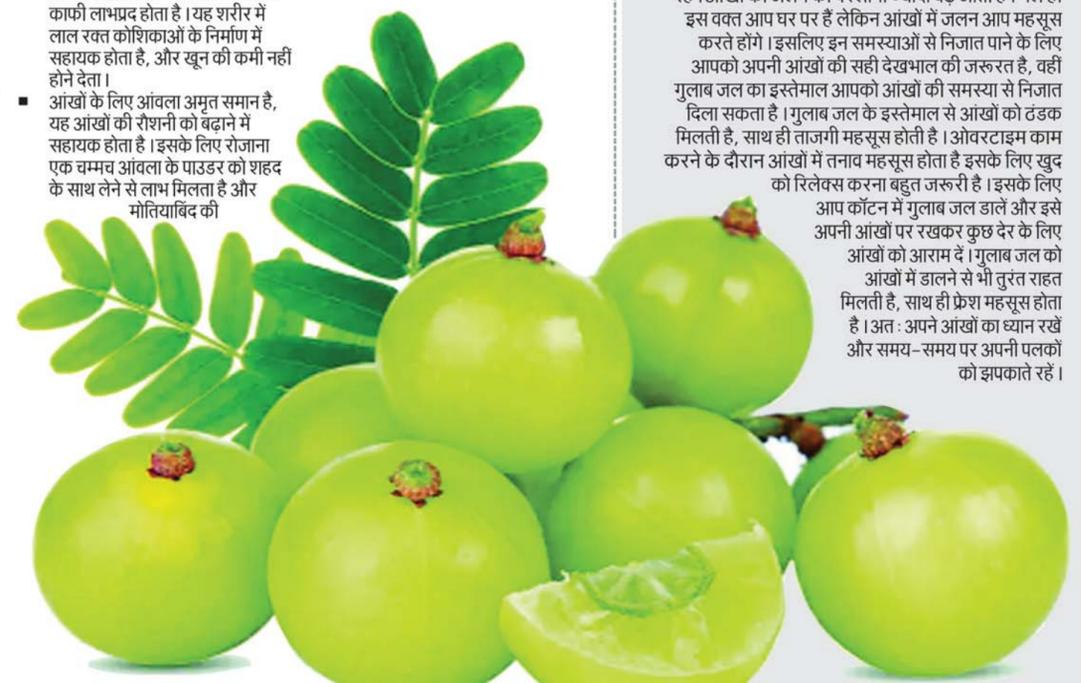 काफी लाभप्रद होता है । यह शरीर में
लाल रक्त कोशिकाओं के निर्माण में
सहायक होता है, और खून की कमी नहीं
होने देता ।
▪ आंखों के लिए आंवला अमृत समान है,
यह आंखों की रौशनी को बढ़ाने में
सहायक होता है । इसके लिए रोजाना
एक चम्मच आंवला के पाउडर को शहद
के साथ लेने से लाभ मिलता है और
मोतियाबिंद की
इस वक्त आप घर पर हैं लेकिन आंखों में जलन आप महसूस
करते होंगे । इसलिए इन समस्याओं से निजात पाने के लिए
आपको अपनी आंखों की सही देखभाल की जरूरत है, वहीं
गुलाब जल का इस्तेमाल आपको आंखों की समस्या से निजात
दिला सकता है । गुलाब जल के इस्तेमाल से आंखों को ठंडक
मिलती है, साथ ही ताजगी महसूस होती है । ओवरटाइम काम
करने के दौरान आंखों में तनाव महसूस होता है इसके लिए खुद
को रिलेक्स करना बहुत जरूरी है । इसके लिए
आप कॉटन में गुलाब जल डालें और इसे
अपनी आंखों पर रखकर कुछ देर के लिए
आंखों को आराम दें । गुलाब जल को
आंखों में डालने से भी तुरंत राहत
मिलती है, साथ ही फ्रेश महसूस होता
है । अत : अपने आंखों का ध्यान रखें
और समय-समय पर अपनी पलकों
को झपकाते रहें ।